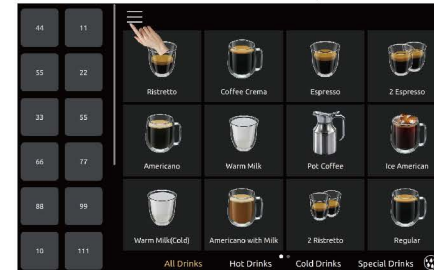 44 11
55 22
33 55
66 77
88 99
10 111
Ristretto Coffee Crema Espresso 2 Espresso
Americano Warm Milk Pot Coffee Ice American
Warm Milk(Cold) Americano with Milk 2 Ristretto Regular
All Drinks Hot Drinks Cold Drinks Special Drinks